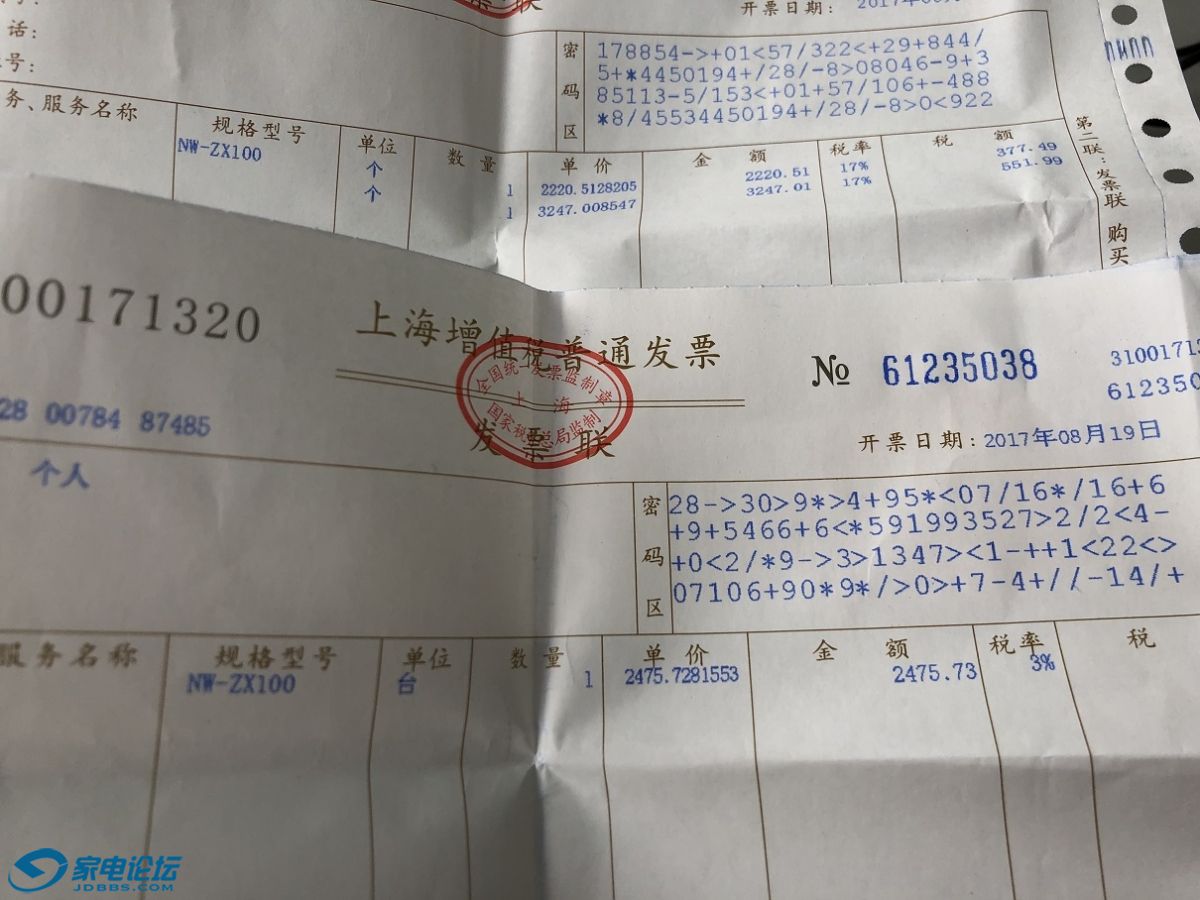 联
开票日期:
话:
号:
密码区
178854->+01<57/322<+29+844/
5+*4450194+/28/-8>08046-9+3
85113-5/153<+01+57/106+-488
*8/45534450194+/28/-8>0<922
务、服务名称 规格型号 单位 数量 单价 金额 税率 税额
NW-ZX100 个 1 2220.5128205 2220.51 17% 377.49
个 1 3247.008547 3247.01 17% 551.99
第二联:发票联 购买
00171320
上海增值税普通发票
全国统一发票监制章
上海
国家税务总局监制
发票联
№ 61235038
31001713
612350
28 00784 87485
开票日期: 2017年08月19日
个人
密码区
28->30>9*>4+95*<07/16*/16+6
+9+5466+6<*591993527>2/2<4-
+0<2/*9->3>1347><1-++1<22<>
07106+90*9*/>0>+7-4+//-14/+
服务名称 规格型号 单位 数量 单价 金额 税率 税
NW-ZX100 台 1 2475.7281553 2475.73 3%
家电论坛
JDBBS.COM